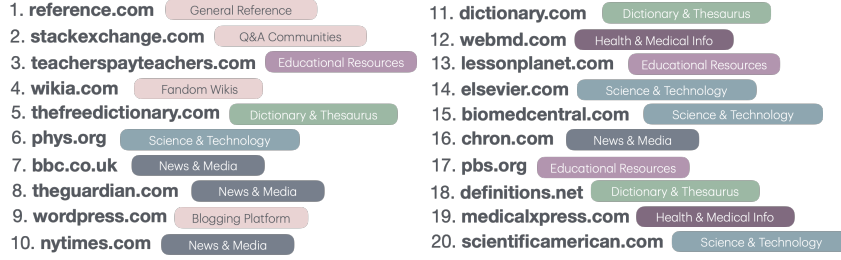 1. reference.com General Reference
2. stackexchange.com Q&A Communities
3. teacherspayteachers.com Educational Resources
4. wikia.com Fandom Wikis
5. thefreedictionary.com Dictionary & Thesaurus
6. phys.org Science & Technology
7. bbc.co.uk News & Media
8. theguardian.com News & Media
9. wordpress.com Blogging Platform
10. nytimes.com News & Media
11. dictionary.com Dictionary & Thesaurus
12. webmd.com Health & Medical Info
13. lessonplanet.com Educational Resources
14. elsevier.com Science & Technology
15. biomedcentral.com Science & Technology
16. chron.com News & Media
17. pbs.org Educational Resources
18. definitions.net Dictionary & Thesaurus
19. medicalxpress.com Health & Medical Info
20. scientificamerican.com Science & Technology